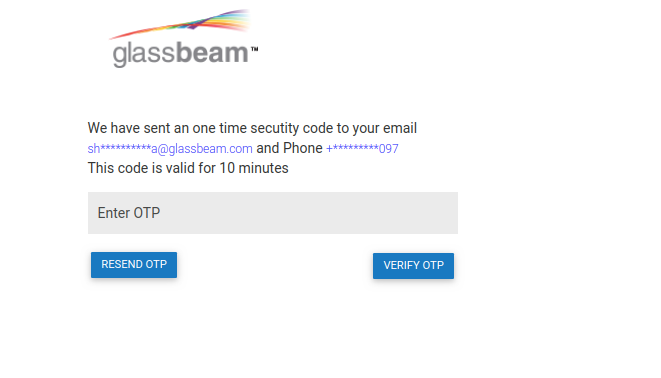 glassbeam™
We have sent an one time secutity code to your email
sh**********a@glassbeam.com and Phone +*********097
This code is valid for 10 minutes
Enter OTP
RESEND OTP
VERIFY OTP